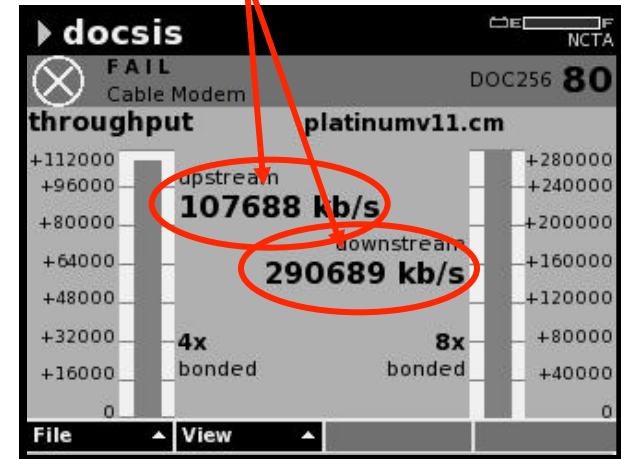 docsis
E F
NCTA
FAIL
Cable Modem
DOC256 80
throughput platinumv11.cm
+112000
+96000
+80000
+64000
+48000
+32000
+16000
0
upstream
107688 kb/s
downstream
290689 kb/s
4x
bonded
8x
bonded
+280000
+240000
+200000
+160000
+120000
+80000
+40000
0
File View